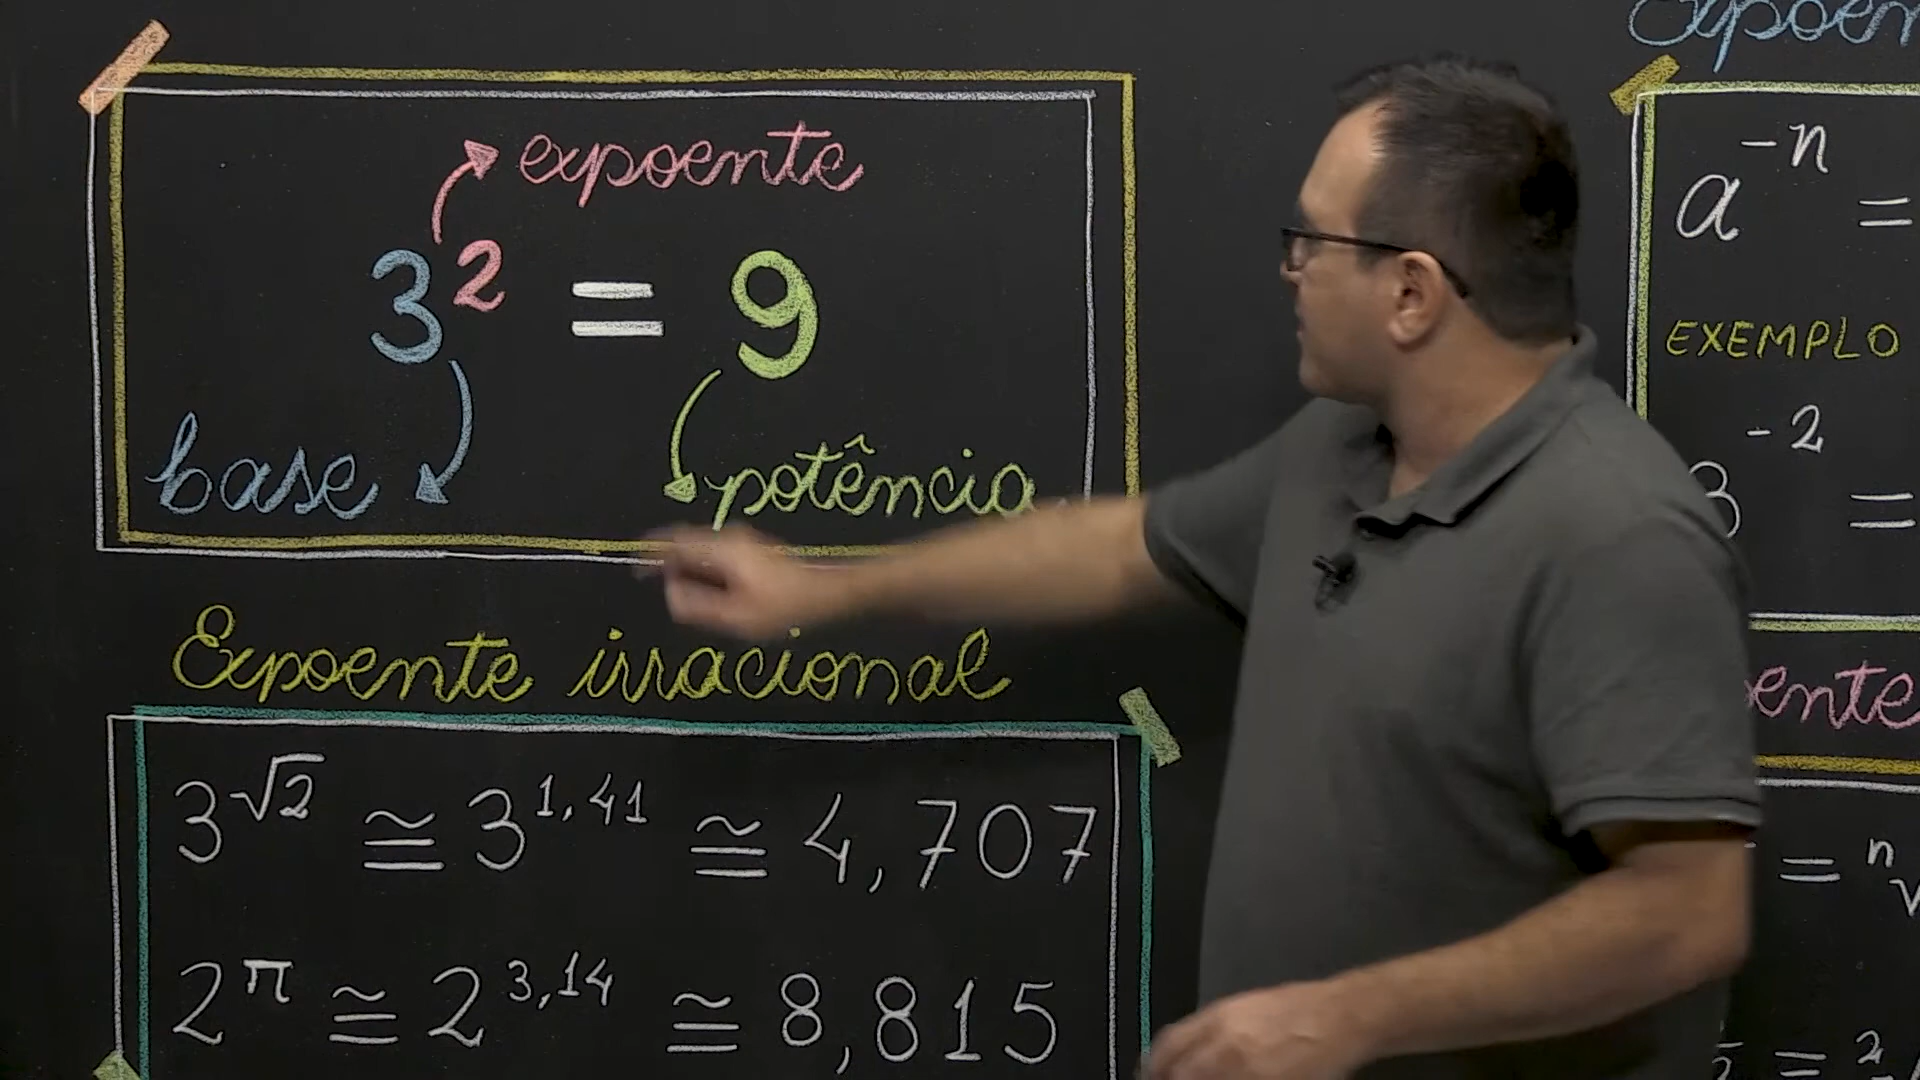 expoente
3² = 9
base
potência
Expoente irracional
3^√2 ≅ 3^1,41 ≅ 4,707
2^π ≅ 2^3,14 ≅ 8,815
a^-n =
EXEMPLO
3^-2 =
= n√
= 2√